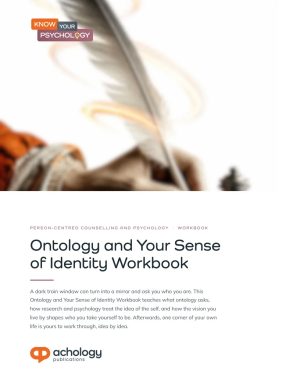 KNOW YOUR
PSYCHOLOGY
PERSON-CENTRED COUNSELLING AND PSYCHOLOGY WORKBOOK
Ontology and Your Sense
of Identity Workbook
A dark train window can turn into a mirror and ask you who you are. This
Ontology and Your Sense of Identity Workbook teaches what ontology asks,
how research and psychology treat the idea of the self, and how the vision you
live by shapes who you take yourself to be. Afterwards, one corner of your own
life is yours to work through, idea by idea.
achology
publications